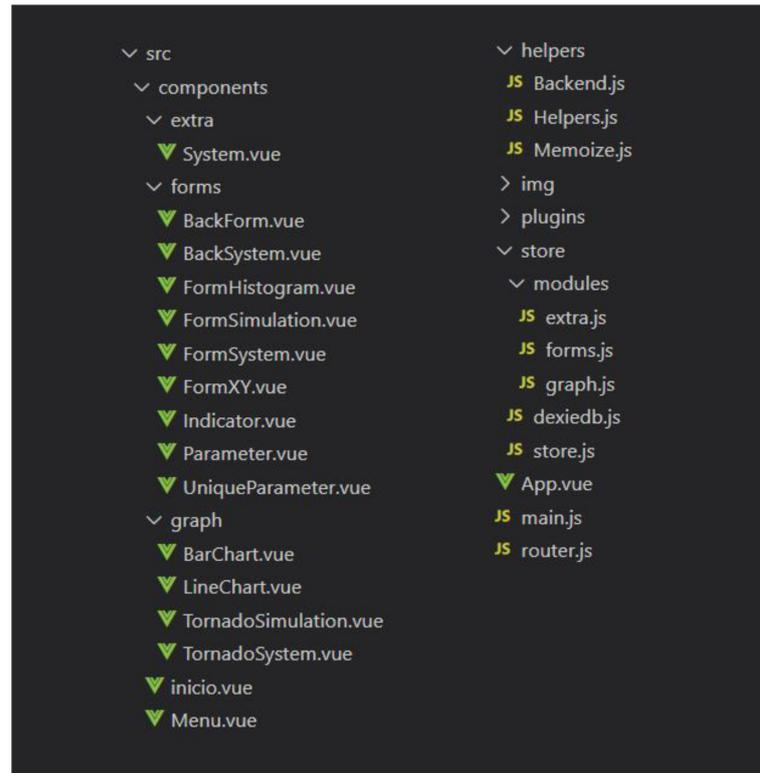 src
components
extra
System.vue
forms
BackForm.vue
BackSystem.vue
FormHistogram.vue
FormSimulation.vue
FormSystem.vue
FormXY.vue
Indicator.vue
Parameter.vue
UniqueParameter.vue
graph
BarChart.vue
LineChart.vue
TornadoSimulation.vue
TornadoSystem.vue
inicio.vue
Menu.vue
helpers
JS Backend.js
JS Helpers.js
JS Memoize.js
img
plugins
store
modules
JS extra.js
JS forms.js
JS graph.js
JS dexiedb.js
JS store.js
App.vue
JS main.js
JS router.js